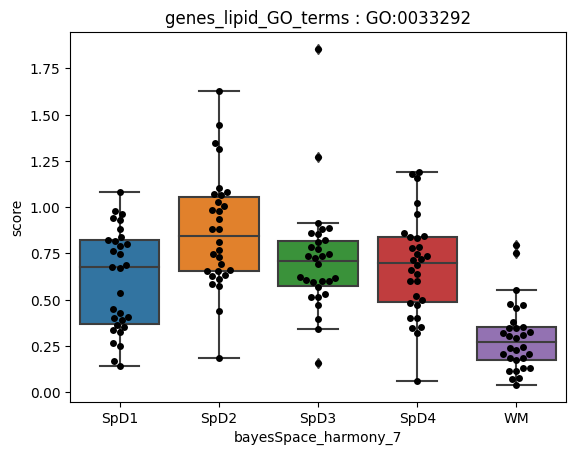 genes_lipid_GO_terms : GO:0033292
score
1.75
1.50
1.25
1.00
0.75
0.50
0.25
0.00
SpD1 SpD2 SpD3 SpD4 WM
bayesSpace_harmony_7